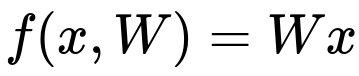 f(x, W) = Wx